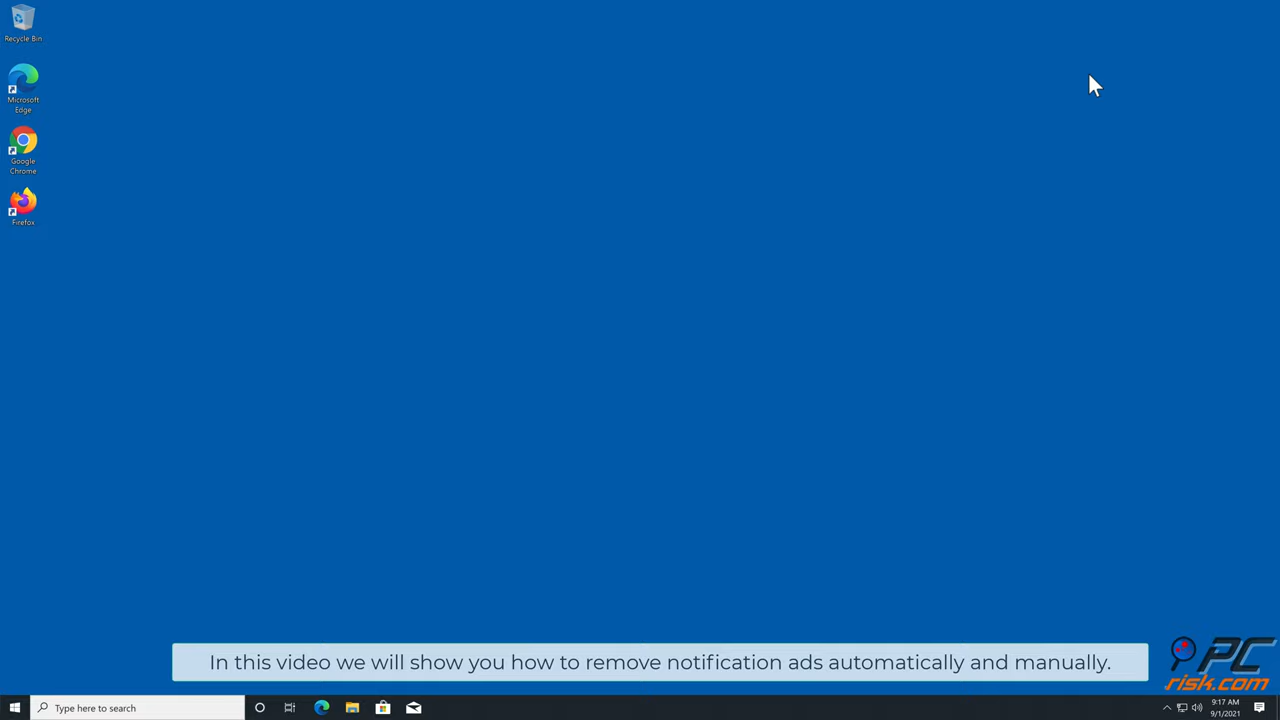 Recycle Bin
Microsoft
Edge
Google
Chrome
Firefox
In this video we will show you how to remove notification ads automatically and manually.
PC
risk.com
Type here to search
9:17 AM
9/1/2021